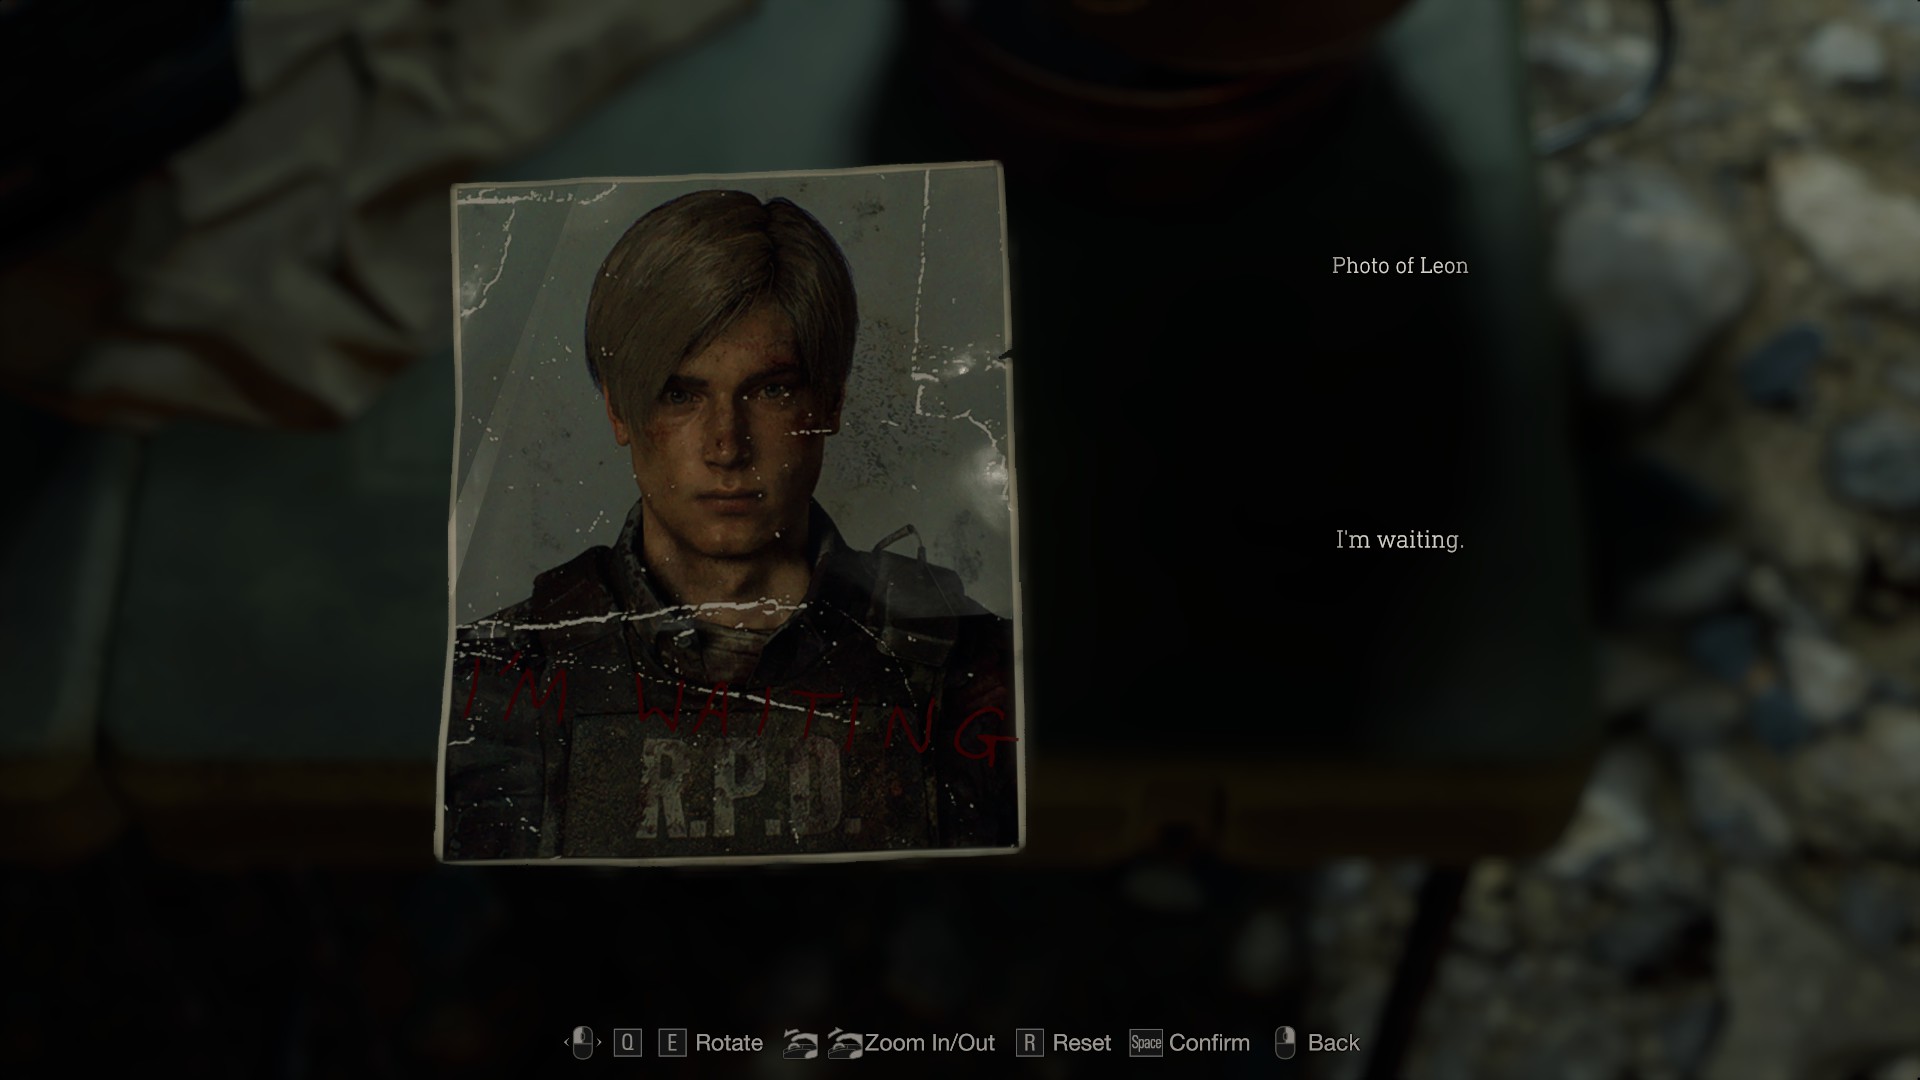 Photo of Leon
I'm waiting.
I'M WAITING
R.P.D.
Q E Rotate Zoom In/Out R Reset Space Confirm Back